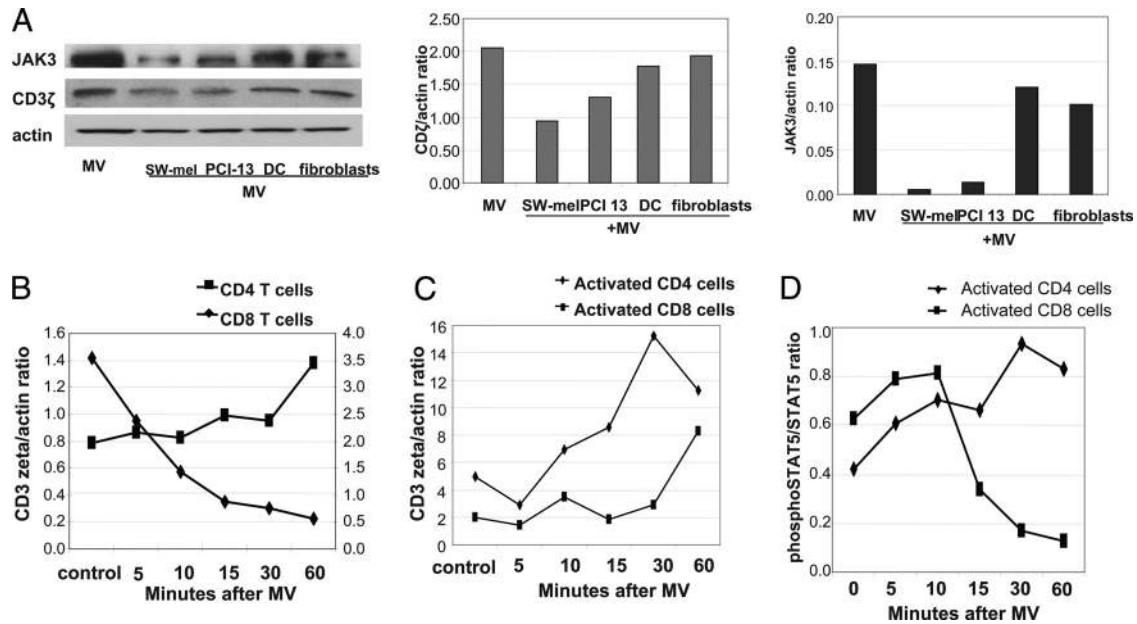 A
JAK3
CD3ζ
actin
MV
SW-mel PCI-13 DC fibroblasts
MV
CDζ/actin ratio
2.50
2.00
1.50
1.00
0.50
0.00
MV
SW-mel PCI 13 DC fibroblasts
+MV
JAK3/actin ratio
0.20
0.15
0.10
0.05
0.00
MV
SW-mel PCI 13 DC fibroblasts
+MV
B
CD4 T cells
CD8 T cells
CD3 zeta/actin ratio
1.6
1.4
1.2
1.0
0.8
0.6
0.4
0.2
0.0
4.0
3.5
3.0
2.5
2.0
1.5
1.0
0.5
0.0
control 5 10 15 30 60
Minutes after MV
C
Activated CD4 cells
Activated CD8 cells
CD3 zeta/actin ratio
16
14
12
10
8
6
4
2
0
control 5 10 15 30 60
Minutes after MV
D
Activated CD4 cells
Activated CD8 cells
phosphoSTAT5/STAT5 ratio
1.0
0.8
0.6
0.4
0.2
0.0
0 5 10 15 30 60
Minutes after MV